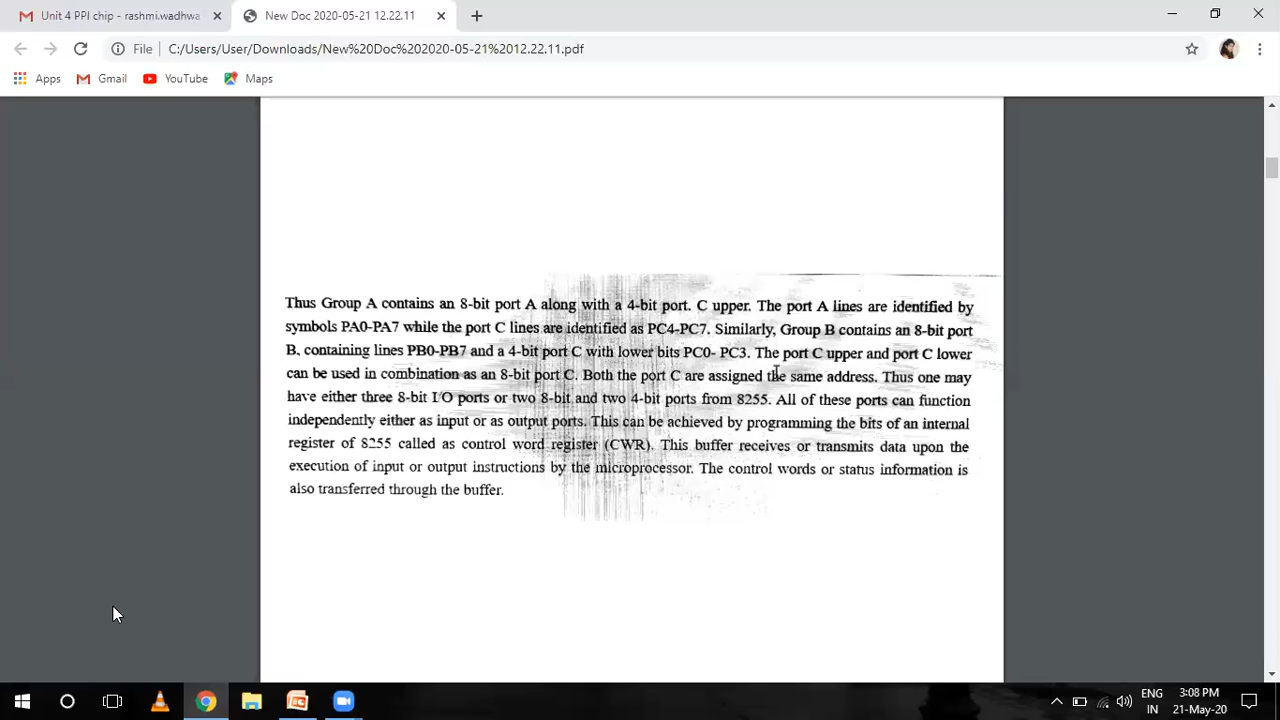 Unit 4 PPI chip - rashmi.wadhwa
New Doc 2020-05-21 12.22.11
File
C:/Users/User/Downloads/New%20Doc%202020-05-21%2012.22.11.pdf
Apps
Gmail
YouTube
Maps
Thus Group A contains an 8-bit port A along with a 4-bit port. C upper. The port A lines are identified by
symbols PA0-PA7 while the port C lines are identified as PC4-PC7. Similarly, Group B contains an 8-bit port
B, containing lines PB0-PB7 and a 4-bit port C with lower bits PC0- PC3. The port C upper and port C lower
can be used in combination as an 8-bit port C. Both the port C are assigned the same address. Thus one may
have either three 8-bit I/O ports or two 8-bit and two 4-bit ports from 8255. All of these ports can function
independently either as input or as output ports. This can be achieved by programming the bits of an internal
register of 8255 called as control word register (CWR). This buffer receives or transmits data upon the
execution of input or output instructions by the microprocessor. The control words or status information is
also transferred through the buffer.
ENG
IN
3:08 PM
21-May-20